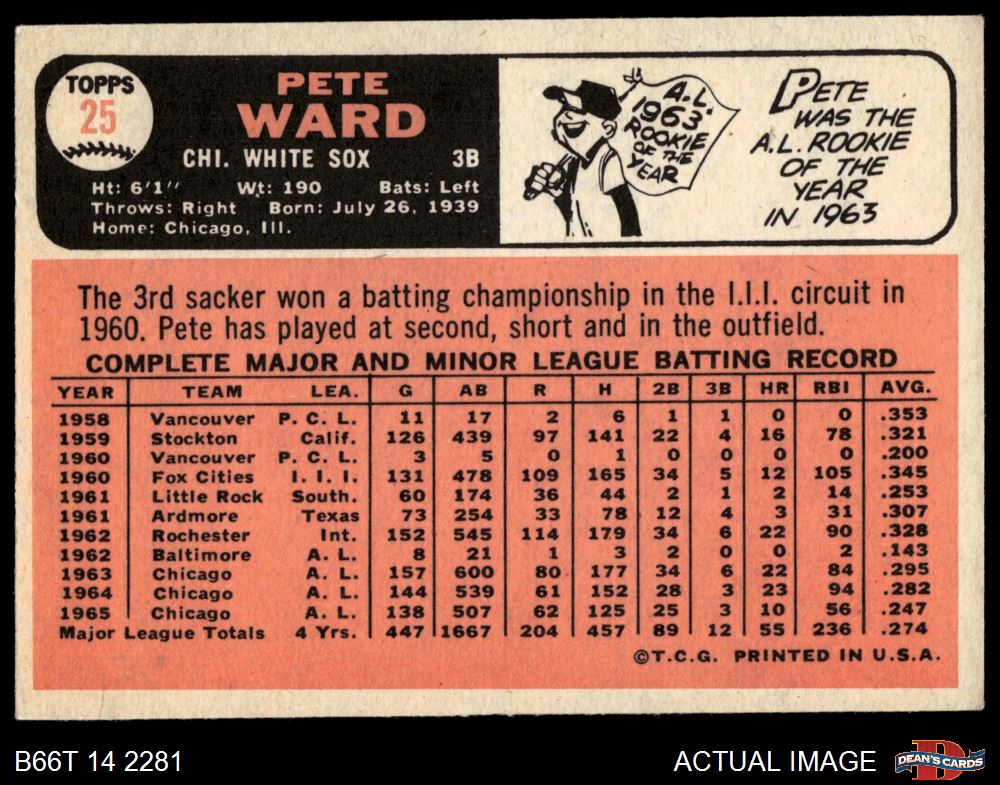 TOPPS
25
PETE
WARD
CHI. WHITE SOX 3B
Ht: 6'1" Wt: 190 Bats: Left
Throws: Right Born: July 26, 1939
Home: Chicago, Ill.
A.L.
1963
ROOKIE
OF THE
YEAR
PETE
WAS THE
A.L. ROOKIE
OF THE
YEAR
IN 1963
The 3rd sacker won a batting championship in the I.I.I. circuit in
1960. Pete has played at second, short and in the outfield.
COMPLETE MAJOR AND MINOR LEAGUE BATTING RECORD
YEAR TEAM LEA. G AB R H 2B 3B HR RBI AVG.
1958 Vancouver P. C. L. 11 17 2 6 1 1 0 0 .353
1959 Stockton Calif. 126 439 97 141 22 4 16 78 .321
1960 Vancouver P. C. L. 3 5 0 1 0 0 0 0 .200
1960 Fox Cities I. I. I. 131 478 109 165 34 5 12 105 .345
1961 Little Rock South. 60 174 36 44 2 1 2 14 .253
1961 Ardmore Texas 73 254 33 78 12 4 3 31 .307
1962 Rochester Int. 152 545 114 179 34 6 22 90 .328
1962 Baltimore A. L. 8 21 1 3 2 0 0 2 .143
1963 Chicago A. L. 157 600 80 177 34 6 22 84 .295
1964 Chicago A. L. 144 539 61 152 28 3 23 94 .282
1965 Chicago A. L. 138 507 62 125 25 3 10 56 .247
Major League Totals 4 Yrs. 447 1667 204 457 89 12 55 236 .274
©T.C.G. PRINTED IN U.S.A.
B66T 14 2281
ACTUAL IMAGE
DEAN'S CARDS